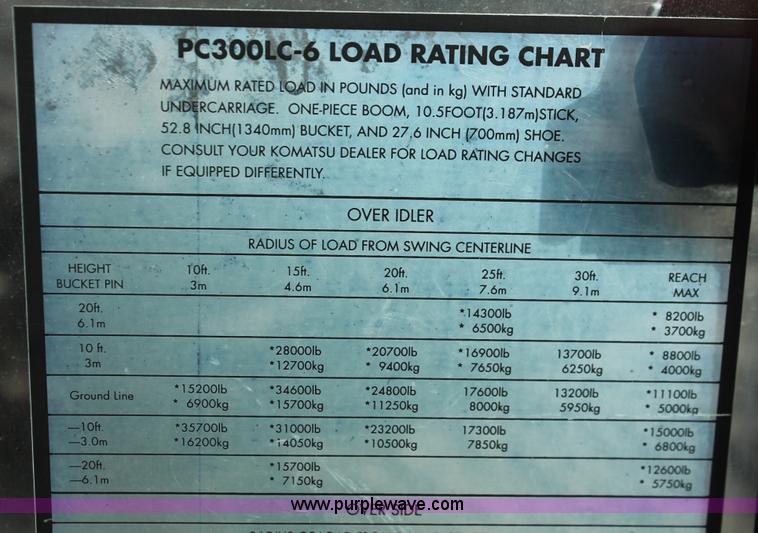 PC300LC-6 LOAD RATING CHART
MAXIMUM RATED LOAD IN POUNDS (and in kg) WITH STANDARD
UNDERCARRIAGE. ONE-PIECE BOOM, 10.5FOOT(3.187m)STICK,
52.8 INCH(1340mm) BUCKET, AND 27.6 INCH (700mm) SHOE.
CONSULT YOUR KOMATSU DEALER FOR LOAD RATING CHANGES
IF EQUIPPED DIFFERENTLY.
OVER IDLER
RADIUS OF LOAD FROM SWING CENTERLINE
HEIGHT 10ft. 15ft. 20ft. 25ft. 30ft. REACH
BUCKET PIN 3m 4.6m 6.1m 7.6m 9.1m MAX
20ft. *14300lb * 8200lb
6.1m * 6500kg * 3700kg
10 ft. *28000lb *20700lb *16900lb 13700lb * 8800lb
3m *12700kg * 9400kg * 7650kg 6250kg * 4000kg
*15200lb *34600lb *24800lb 17600lb 13200lb *11100lb
Ground Line * 6900kg *15700kg *11250kg 8000kg 5950kg * 5000kg
—10ft. *35700lb *31000lb *23200lb 17300lb *15000lb
—3.0m *16200kg *14050kg *10500kg 7850kg * 6800kg
—20ft. *15700lb *12600lb
—6.1m * 7150kg * 5750kg
www.purplewave.com
OVER SIDE